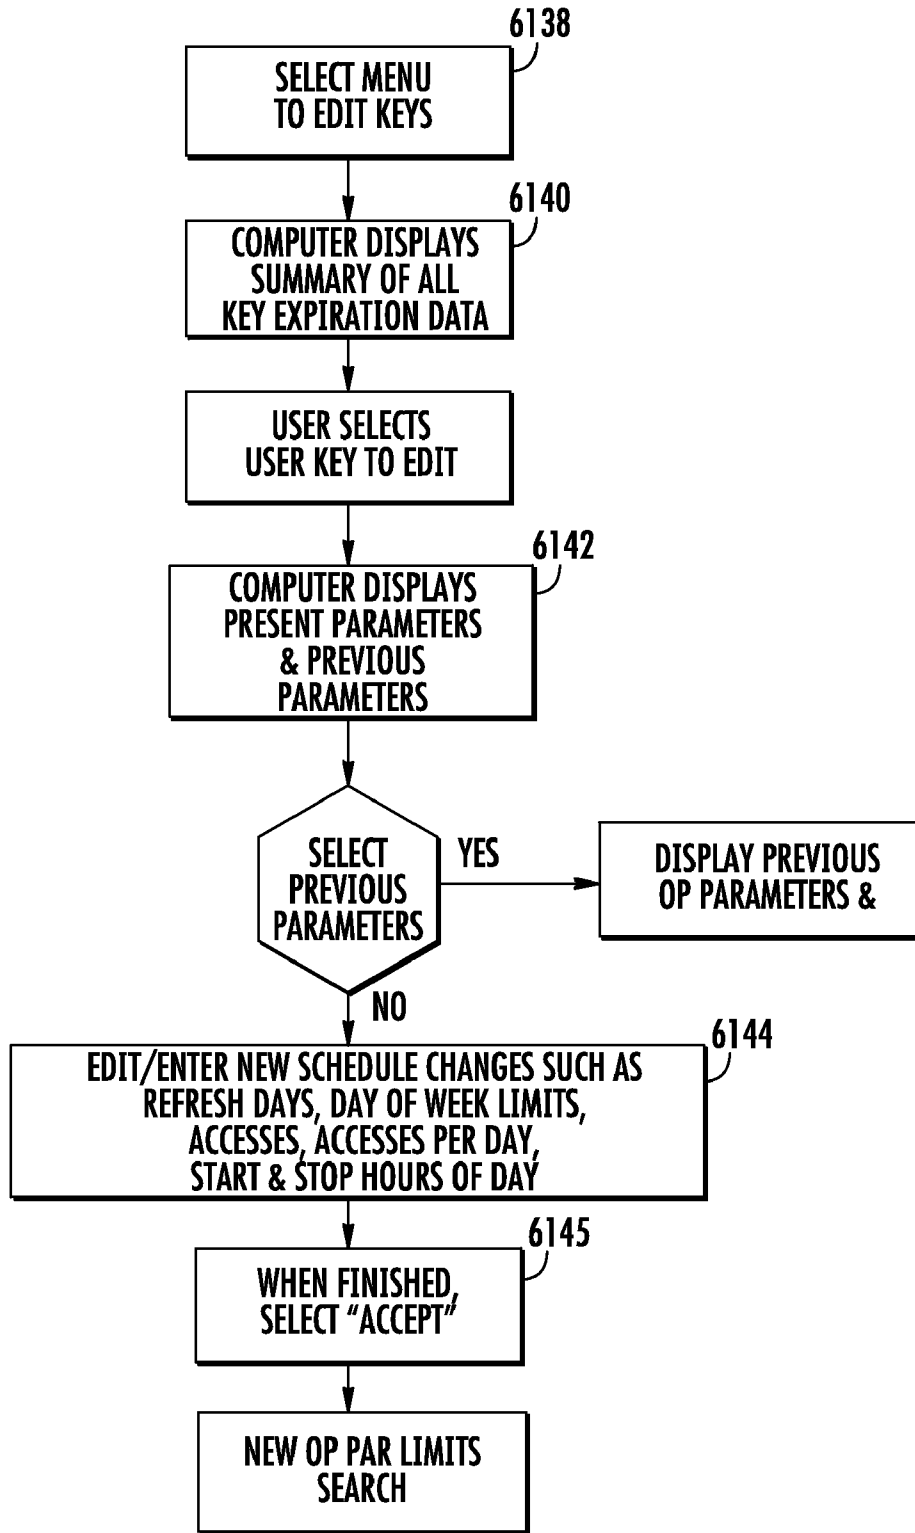 6138
SELECT MENU
TO EDIT KEYS
6140
COMPUTER DISPLAYS
SUMMARY OF ALL
KEY EXPIRATION DATA
USER SELECTS
USER KEY TO EDIT
6142
COMPUTER DISPLAYS
PRESENT PARAMETERS
& PREVIOUS
PARAMETERS
SELECT
PREVIOUS
PARAMETERS
YES
DISPLAY PREVIOUS
OP PARAMETERS &
NO
6144
EDIT/ENTER NEW SCHEDULE CHANGES SUCH AS
REFRESH DAYS, DAY OF WEEK LIMITS,
ACCESSES, ACCESSES PER DAY,
START & STOP HOURS OF DAY
6145
WHEN FINISHED,
SELECT “ACCEPT”
NEW OP PAR LIMITS
SEARCH